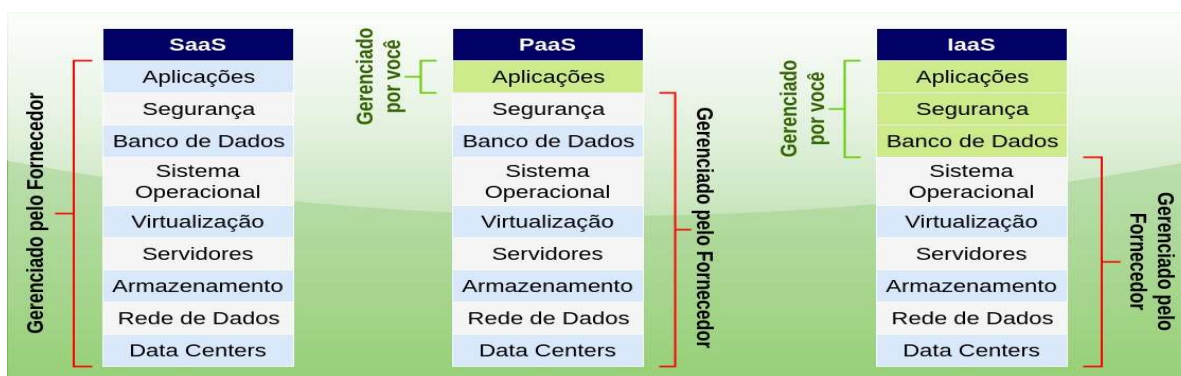 Gerenciado pelo Fornecedor
SaaS
Aplicações
Segurança
Banco de Dados
Sistema
Operacional
Virtualização
Servidores
Armazenamento
Rede de Dados
Data Centers
Gerenciado
por você
PaaS
Aplicações
Segurança
Banco de Dados
Sistema
Operacional
Virtualização
Servidores
Armazenamento
Rede de Dados
Data Centers
Gerenciado pelo Fornecedor
Gerenciado
por você
IaaS
Aplicações
Segurança
Banco de Dados
Sistema
Operacional
Virtualização
Servidores
Armazenamento
Rede de Dados
Data Centers
Gerenciado pelo
Fornecedor